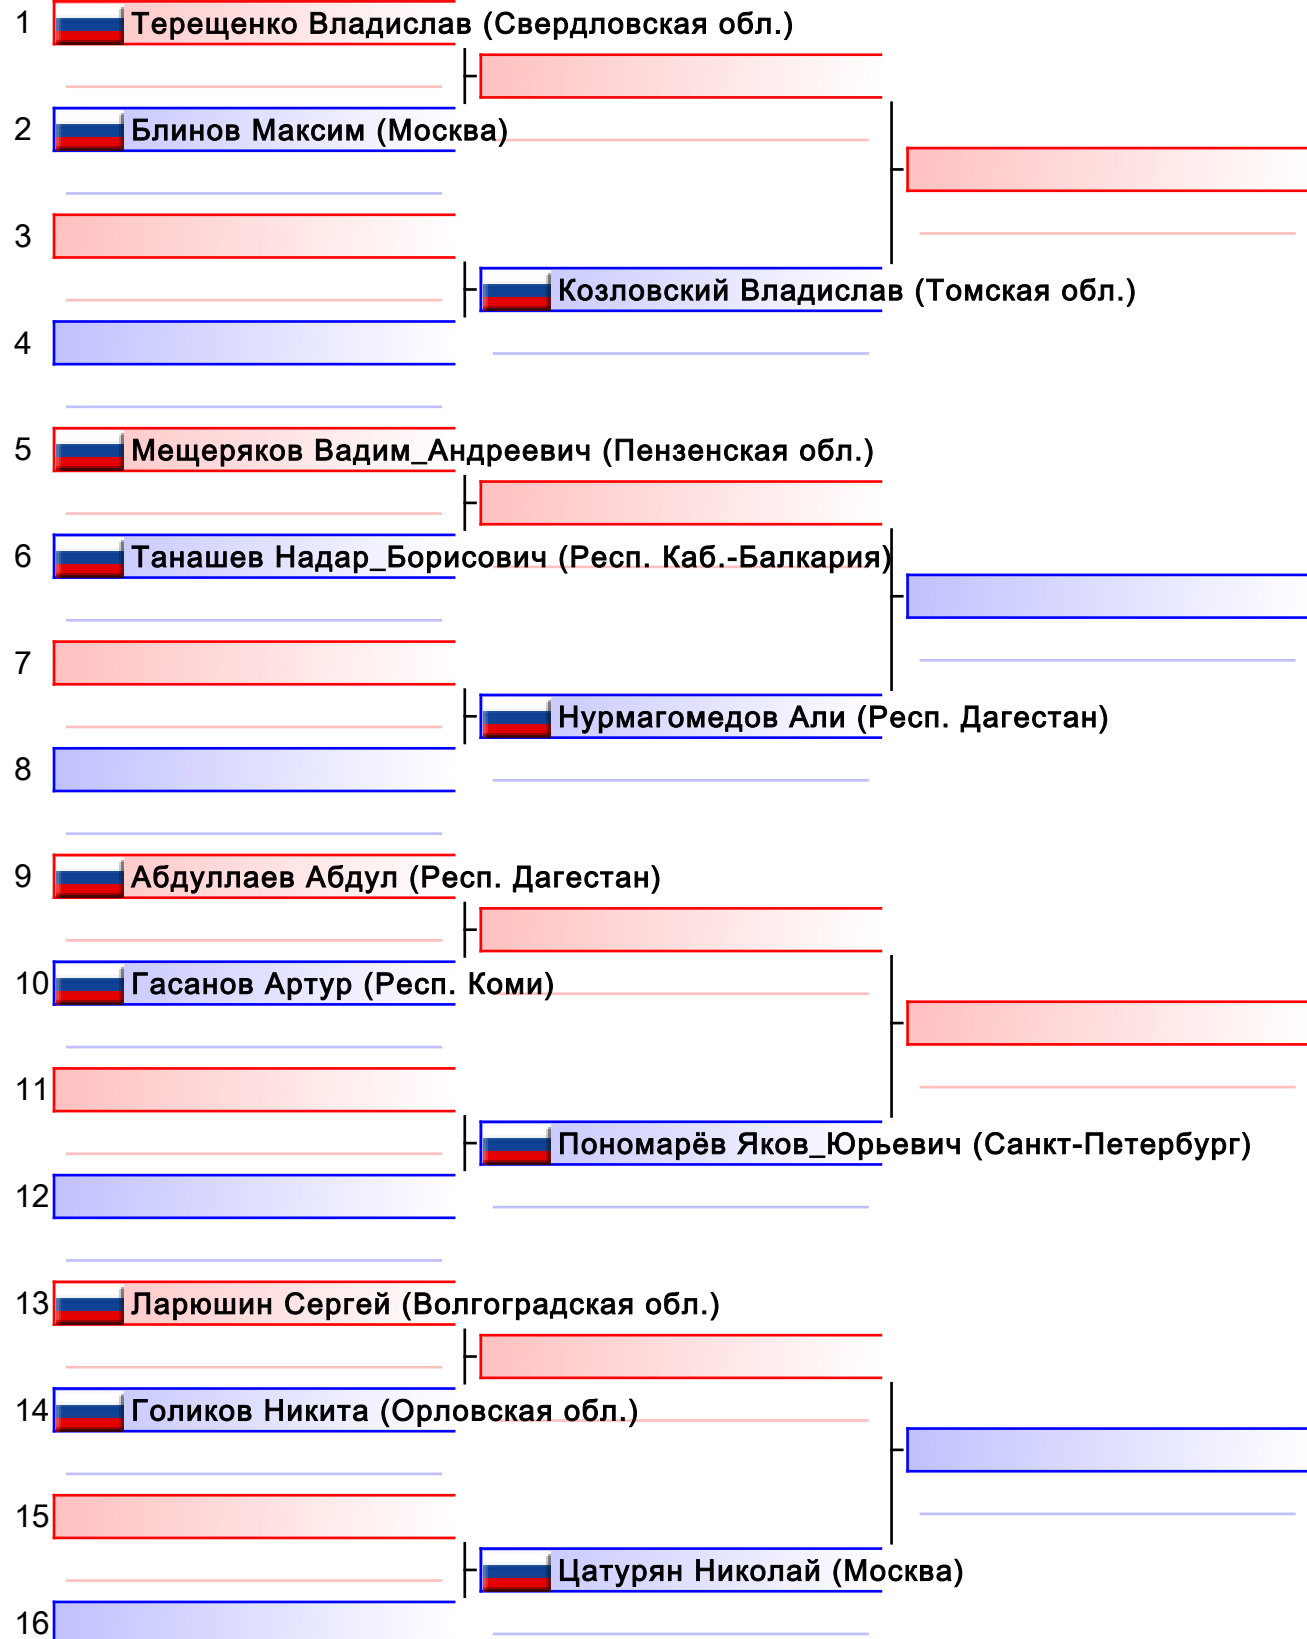 1 Терещенко Владислав (Свердловская обл.)
2 Блинов Максим (Москва)
3
Козловский Владислав (Томская обл.)
4
5 Мещеряков Вадим_Андреевич (Пензенская обл.)
6 Танашев Надар_Борисович (Респ. Каб.-Балкария)
7
Нурмагомедов Али (Респ. Дагестан)
8
9 Абдуллаев Абдул (Респ. Дагестан)
10 Гасанов Артур (Респ. Коми)
11
Пономарёв Яков_Юрьевич (Санкт-Петербург)
12
13 Ларюшин Сергей (Волгоградская обл.)
14 Голиков Никита (Орловская обл.)
15
Цатурян Николай (Москва)
16